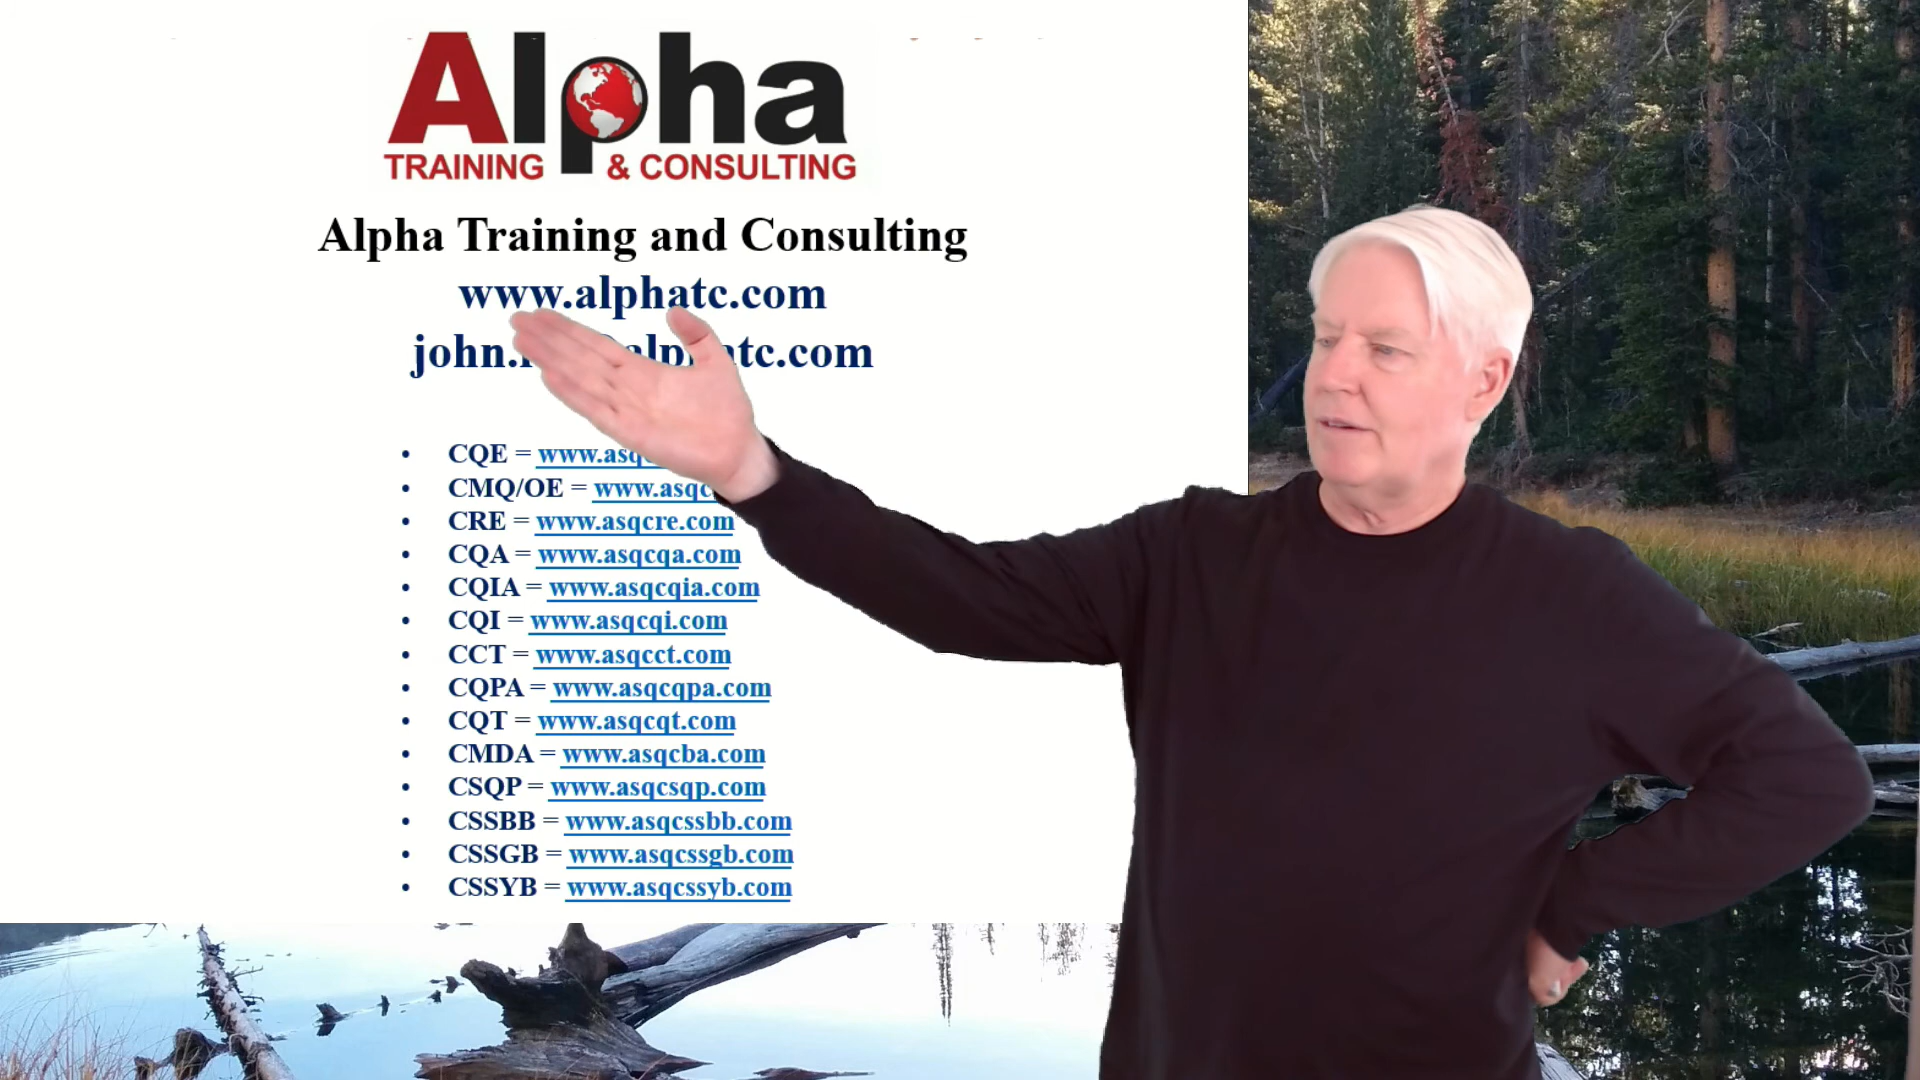 Alpha
TRAINING & CONSULTING
Alpha Training and Consulting
www.alphatc.com
• CQE =
• CMQ/OE =
• CRE = www.asqcre.com
• CQA = www.asqcqa.com
• CQIA = www.asqcqia.com
• CQI = www.asqcqi.com
• CCT = www.asqcct.com
• CQPA = www.asqcqpa.com
• CQT = www.asqcqt.com
• CMDA = www.asqcba.com
• CSQP = www.asqcsqp.com
• CSSBB = www.asqcssbb.com
• CSSGB = www.asqcssgb.com
• CSSYB = www.asqcssyb.com